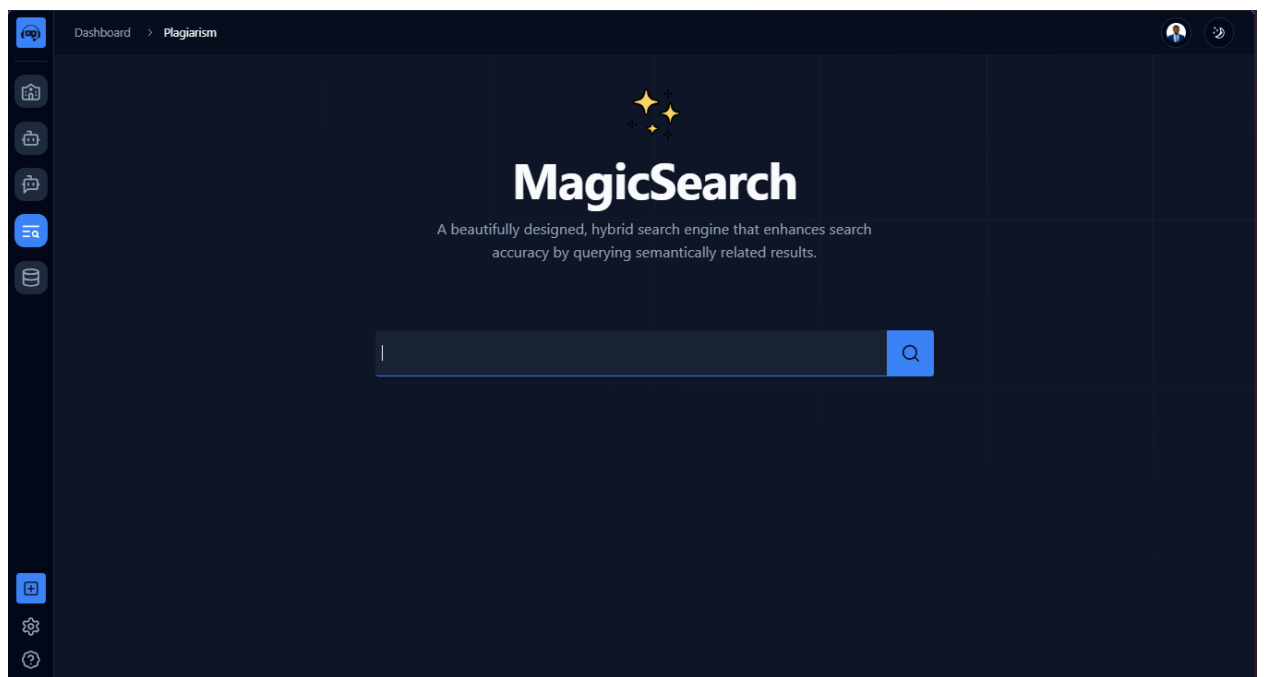 Dashboard > Plagiarism
MagicSearch
A beautifully designed, hybrid search engine that enhances search
accuracy by querying semantically related results.